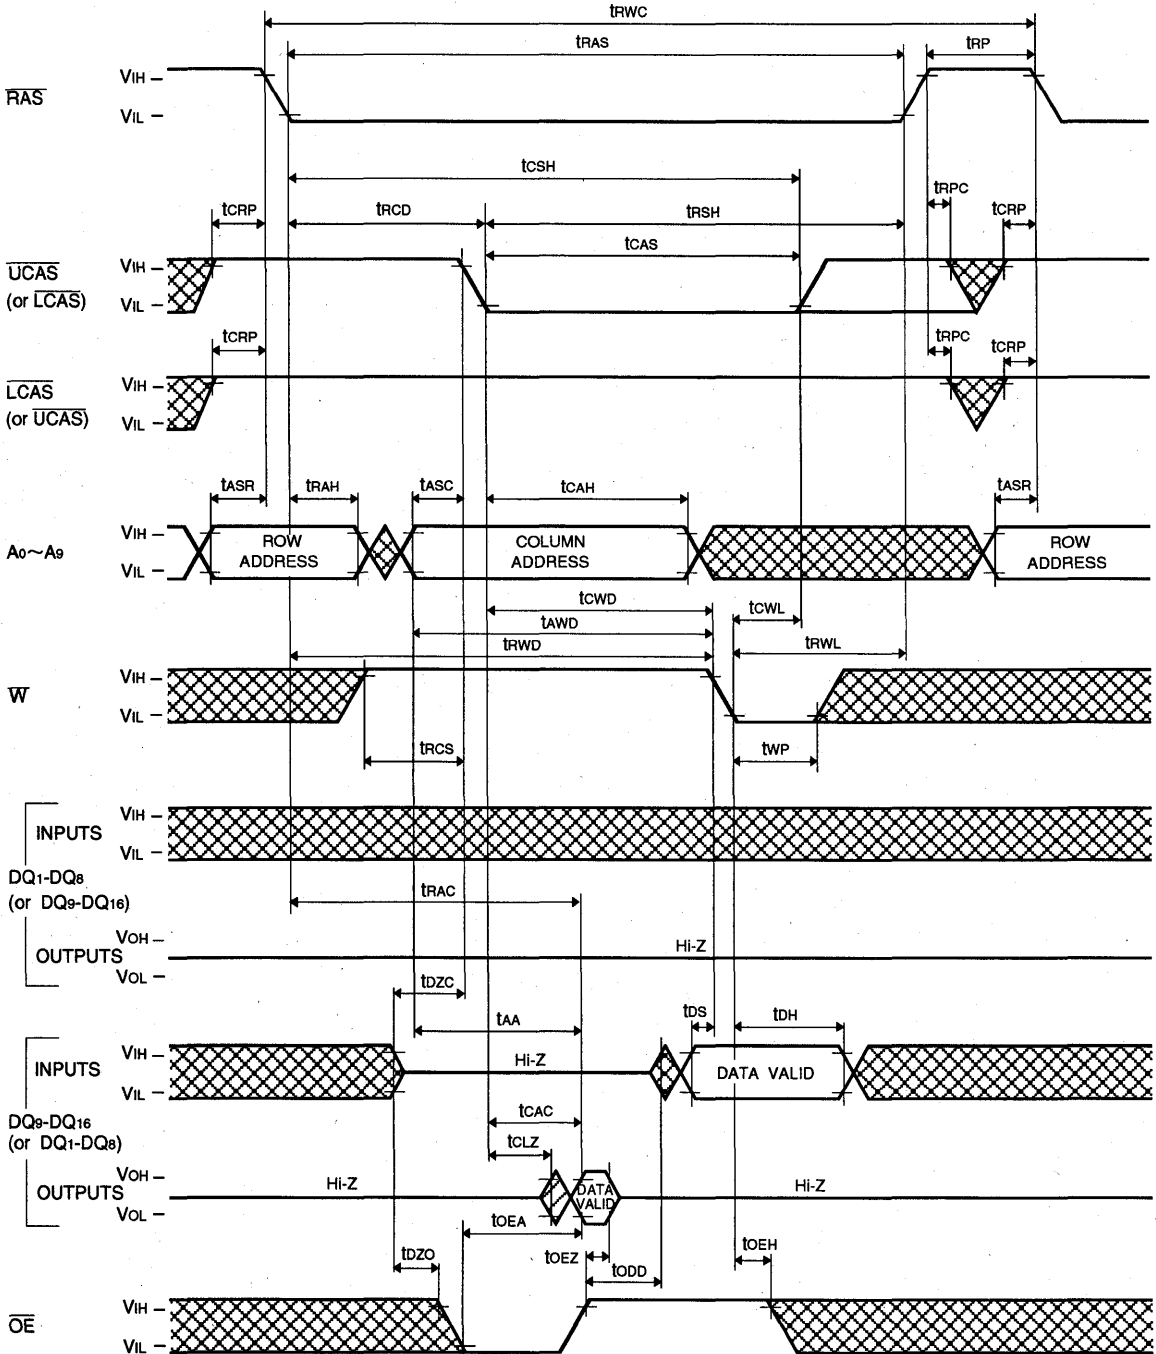 tRWC
tRAS
tRP
RAS
VIH
VIL
tCSH
tRPC
tCRP
tRCD
tRSH
tCRP
tCAS
UCAS
(or LCAS)
VIH
VIL
tCRP
tRPC
tCRP
LCAS
(or UCAS)
VIH
VIL
tASR
tRAH
tASC
tCAH
tASR
A0~A9
VIH
VIL
ROW
ADDRESS
COLUMN
ADDRESS
ROW
ADDRESS
tCWD
tCWL
tAWD
tRWD
tRWL
W
VIH
VIL
tRCS
tWP
INPUTS
VIH
VIL
DQ1-DQ8
(or DQ9-DQ16)
tRAC
OUTPUTS
VOH
VOL
Hi-Z
tDZC
tAA
tDS
tDH
INPUTS
VIH
VIL
Hi-Z
DATA VALID
DQ9-DQ16
(or DQ1-DQ8)
tCAC
tCLZ
OUTPUTS
VOH
VOL
Hi-Z
DATA
VALID
Hi-Z
tOEA
tDZO
tOEZ
tODD
tOEH
OE
VIH
VIL